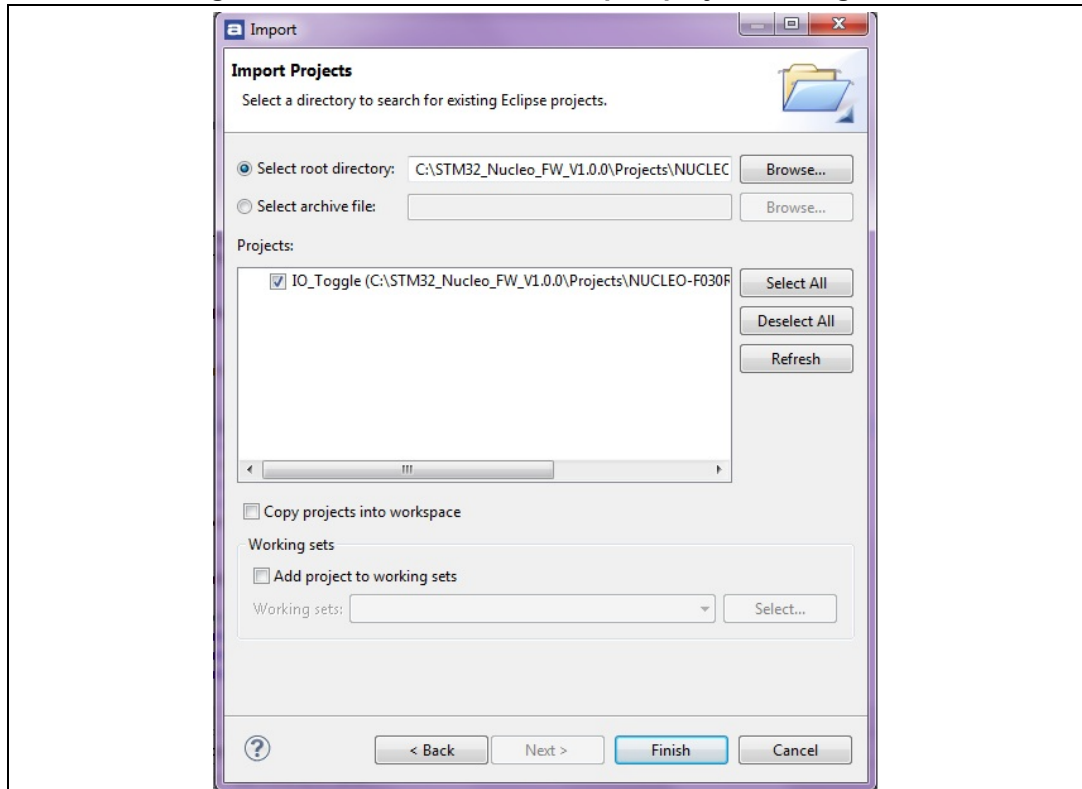 Import
Import Projects
Select a directory to search for existing Eclipse projects.
Select root directory: C:\STM32_Nucleo_FW_V1.0.0\Projects\NUCLEC Browse...
Select archive file: Browse...
Projects:
IO_Toggle (C:\STM32_Nucleo_FW_V1.0.0\Projects\NUCLEO-F030R Select All
Deselect All
Refresh
Copy projects into workspace
Working sets
Add project to working sets
Working sets: Select...
< Back Next > Finish Cancel